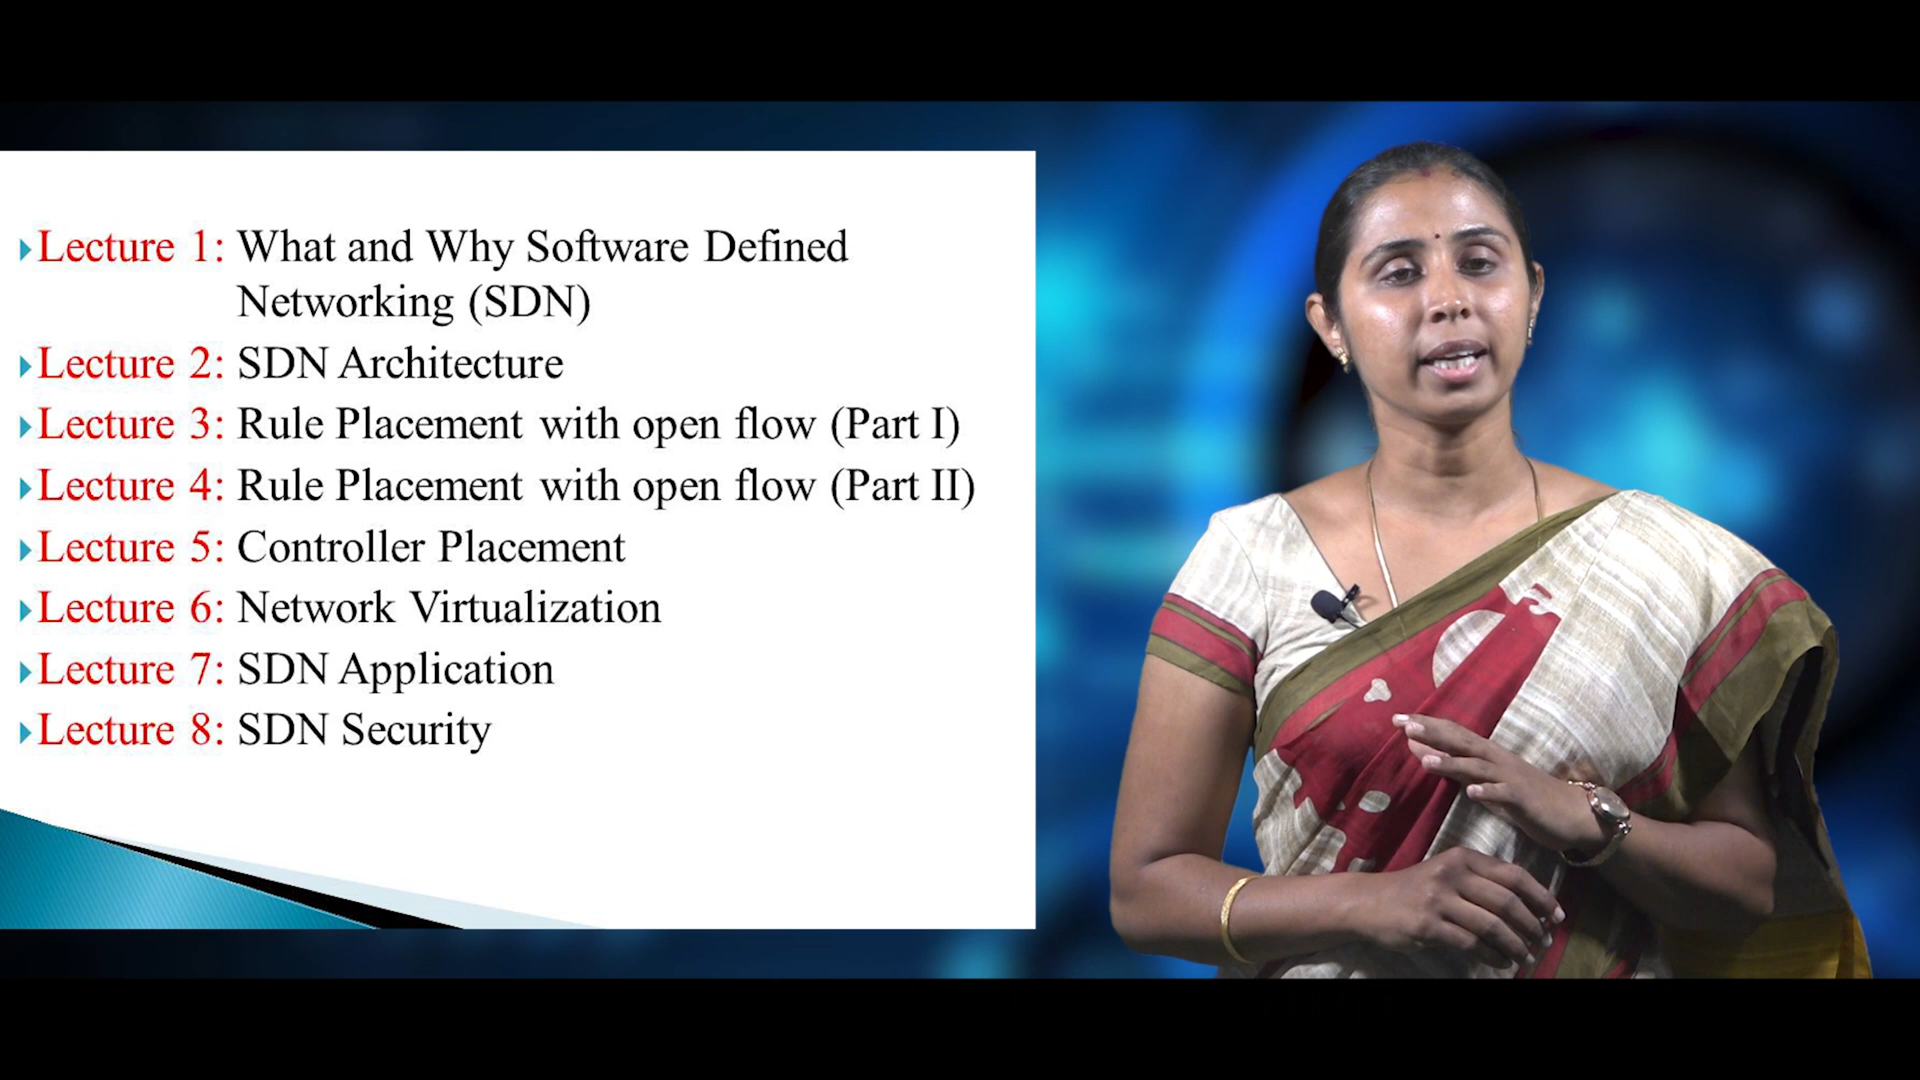 Lecture 1: What and Why Software Defined
Networking (SDN)
Lecture 2: SDN Architecture
Lecture 3: Rule Placement with open flow (Part I)
Lecture 4: Rule Placement with open flow (Part II)
Lecture 5: Controller Placement
Lecture 6: Network Virtualization
Lecture 7: SDN Application
Lecture 8: SDN Security